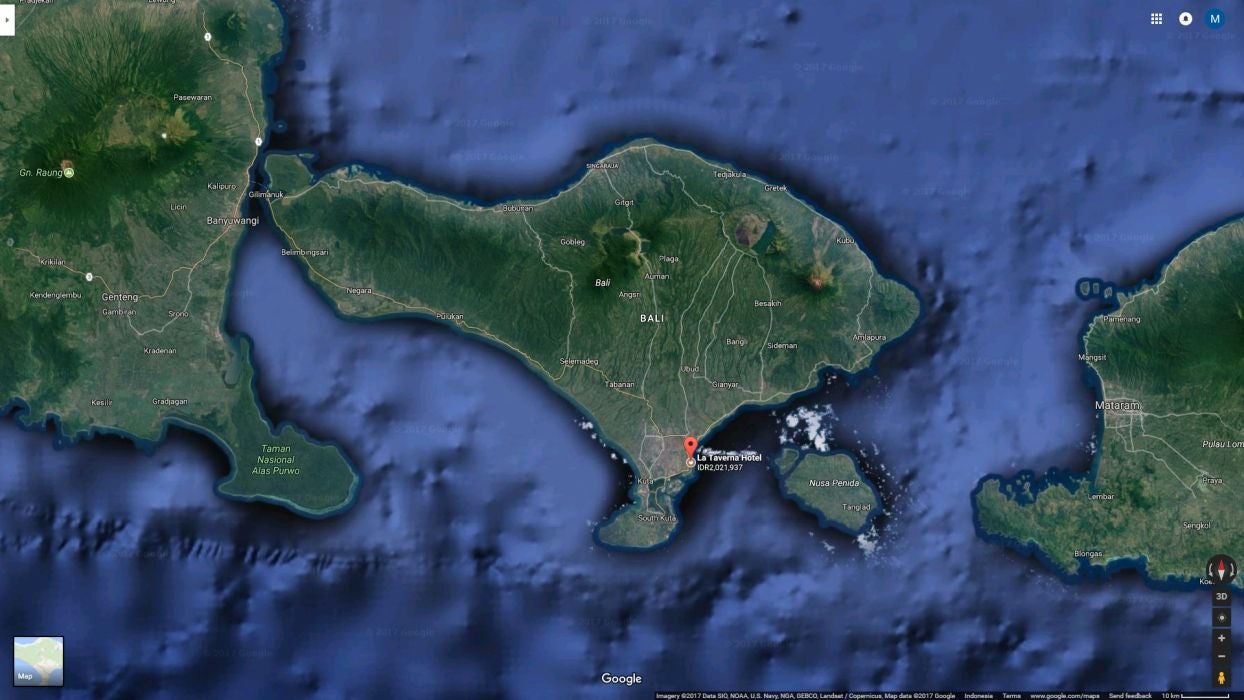 Pasewaran
Gn. Raung
Kalipuro
Gilimanuk
Licin
Banyuwangi
Krikilan
Kendenglembu
Genteng
Gambiran
Srono
Kradenan
Kesilir
Gradjagan
Taman
Nasional
Alas Purwo
Belimbingsari
Negara
Pulukan
SINGARAJA
Bubunan
Gitgit
Tedjakula
Gretek
Gobleg
Kubu
Plaga
Auman
Bali
Angsri
BALI
Besakih
Bangli
Sideman
Amlapura
Selemadeg
Ubud
Tabanan
Gianyar
La Taverna Hotel
IDR2,021,937
Kuta
South Kuta
Nusa Penida
Tanglad
Pamenang
Mangsit
Mataram
Pulau Lom
Praya
Lembar
Sengkol
Blongas
M
3D
Map
Google
Imagery ©2017 Data SIO, NOAA, U.S. Navy, NGA, GEBCO, Landsat / Copernicus, Map data ©2017 Google Indonesia Terms www.google.com/maps Send feedback 10 km